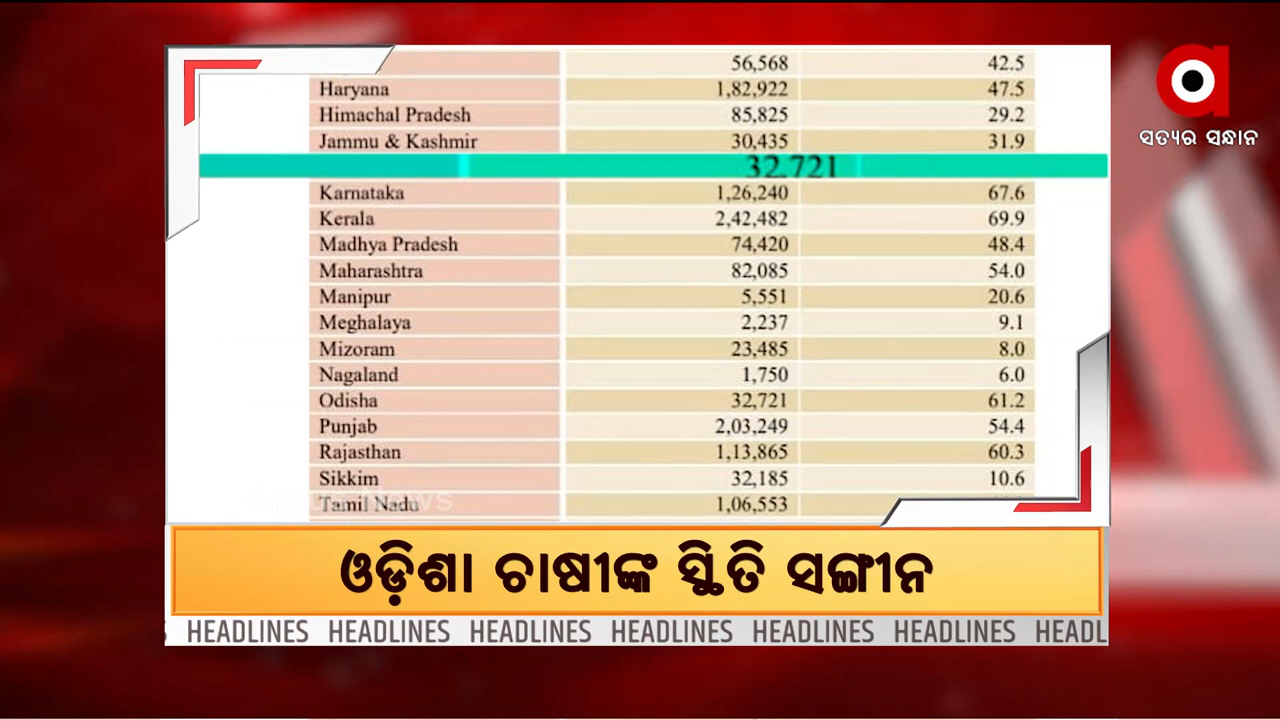 56,568 42.5
Haryana 1,82,922 47.5
Himachal Pradesh 85,825 29.2
Jammu & Kashmir 30,435 31.9
32,721
Karnataka 1,26,240 67.6
Kerala 2,42,482 69.9
Madhya Pradesh 74,420 48.4
Maharashtra 82,085 54.0
Manipur 5,551 20.6
Meghalaya 2,237 9.1
Mizoram 23,485 8.0
Nagaland 1,750 6.0
Odisha 32,721 61.2
Punjab 2,03,249 54.4
Rajasthan 1,13,865 60.3
Sikkim 32,185 10.6
Tamil Nadu 1,06,553
ସତ୍ୟର ସନ୍ଧାନ
ଓଡ଼ିଶା ଚାଷୀଙ୍କ ସ୍ଥିତି ସଙ୍ଗୀନ
HEADLINES HEADLINES HEADLINES HEADLINES HEADLINES HEADLINES HEADL